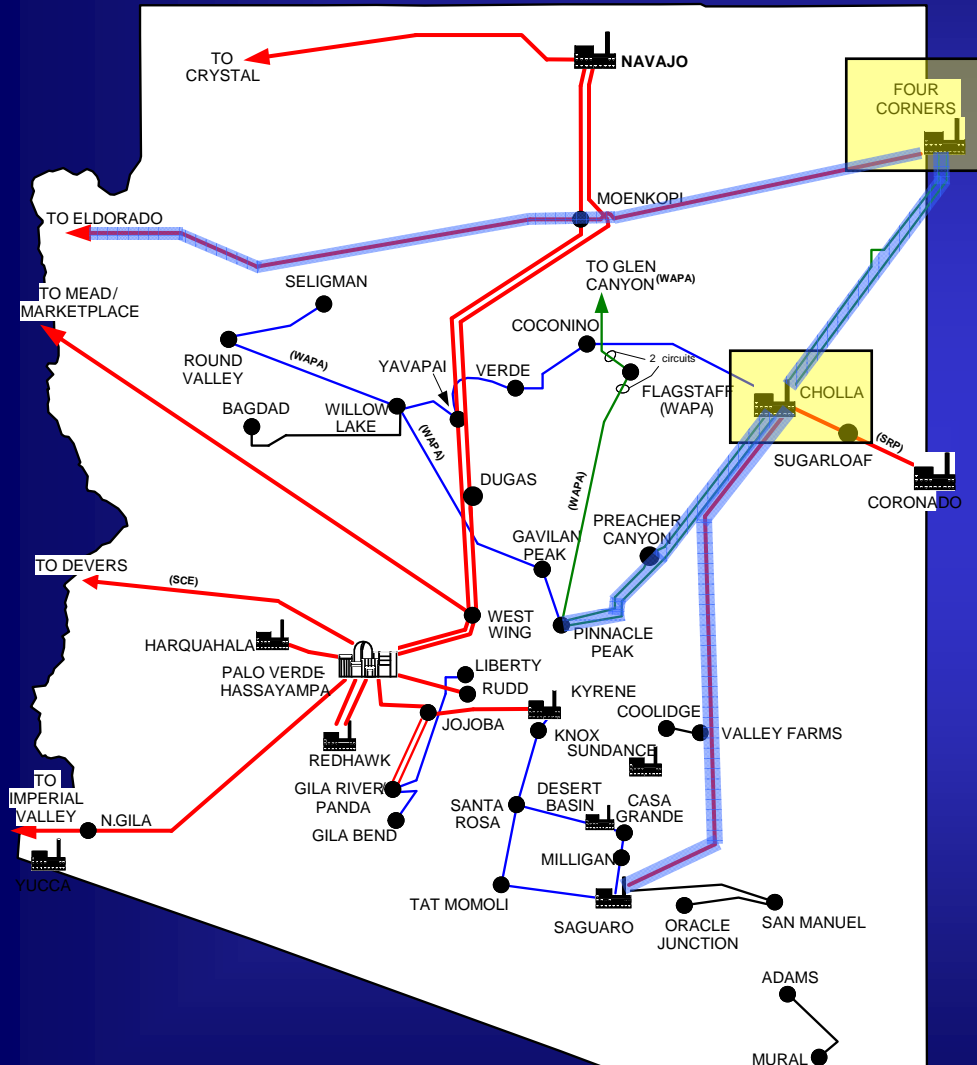 TO
CRYSTAL
NAVAJO
FOUR
CORNERS
MOENKOPI
TO ELDORADO
TO GLEN
CANYON (WAPA)
SELIGMAN
TO MEAD/
MARKETPLACE
COCONINO
ROUND
VALLEY
(WAPA)
YAVAPAI
VERDE
2 circuits
FLAGSTAFF
(WAPA)
CHOLLA
BAGDAD
WILLOW
LAKE
(WAPA)
SUGARLOAF
(SRP)
CORONADO
DUGAS
(WAPA)
PREACHER
CANYON
GAVILAN
PEAK
TO DEVERS
(SCE)
WEST
WING
PINNACLE
PEAK
HARQUAHALA
PALO VERDE
HASSAYAMPA
LIBERTY
RUDD
KYRENE
JOJOBA
KNOX
COOLIDGE
VALLEY FARMS
SUNDANCE
REDHAWK
TO
IMPERIAL
VALLEY
N.GILA
GILA RIVER/
PANDA
GILA BEND
SANTA
ROSA
DESERT
BASIN
CASA
GRANDE
MILLIGAN
YUCCA
TAT MOMOLI
SAGUARO
ORACLE
JUNCTION
SAN MANUEL
ADAMS
MURAL